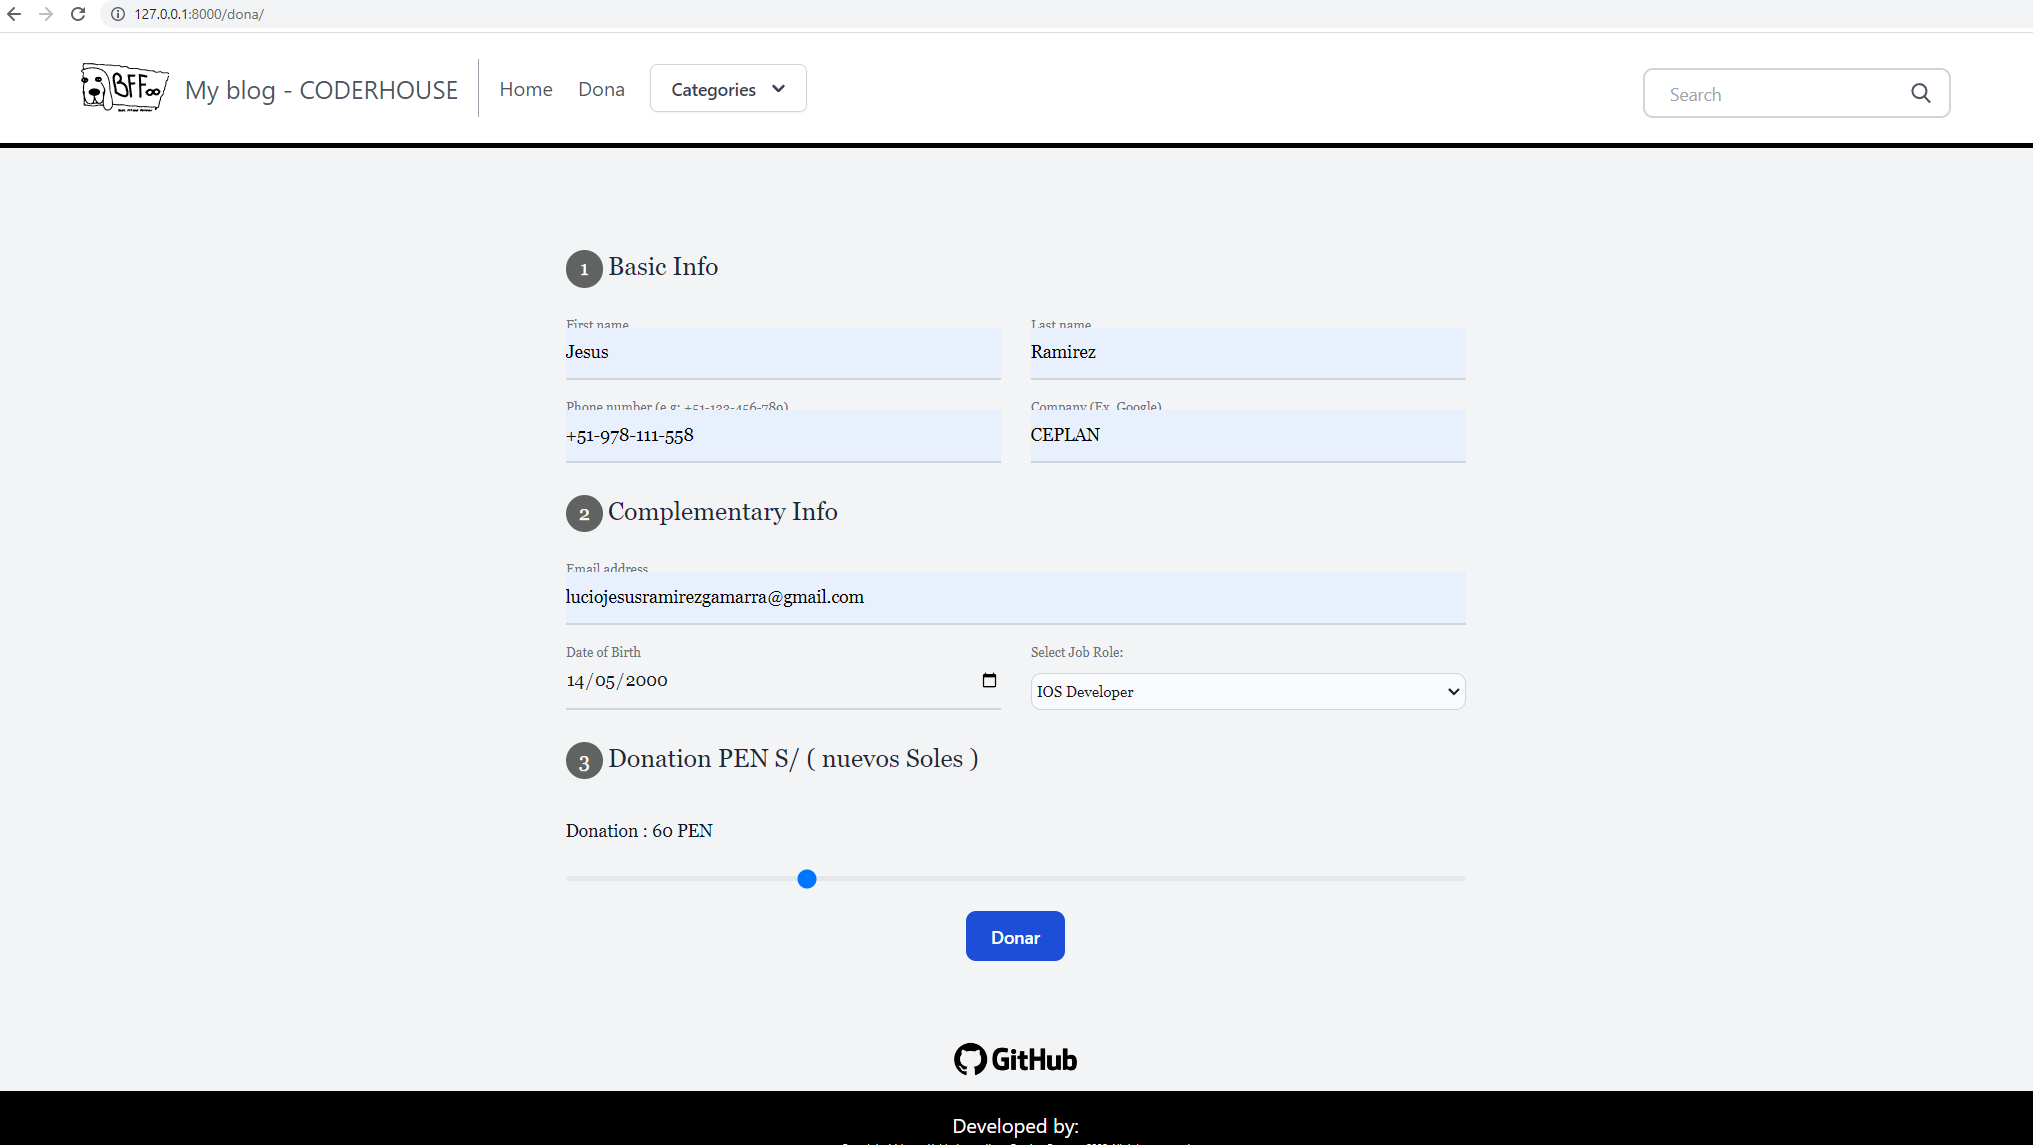 127.0.0.1:8000/dona/
BFF
My blog - CODERHOUSE
Home
Dona
Categories
Search
1 Basic Info
First name
Last name
Jesus
Ramirez
Phone number (e.g: +51-123-456-789)
Company (Ex. Google)
+51-978-111-558
CEPLAN
2 Complementary Info
Email address
luciojesusramirezgamarra@gmail.com
Date of Birth
Select Job Role:
14/05/2000
IOS Developer
3 Donation PEN S/ ( nuevos Soles )
Donation : 60 PEN
Donar
GitHub
Developed by: